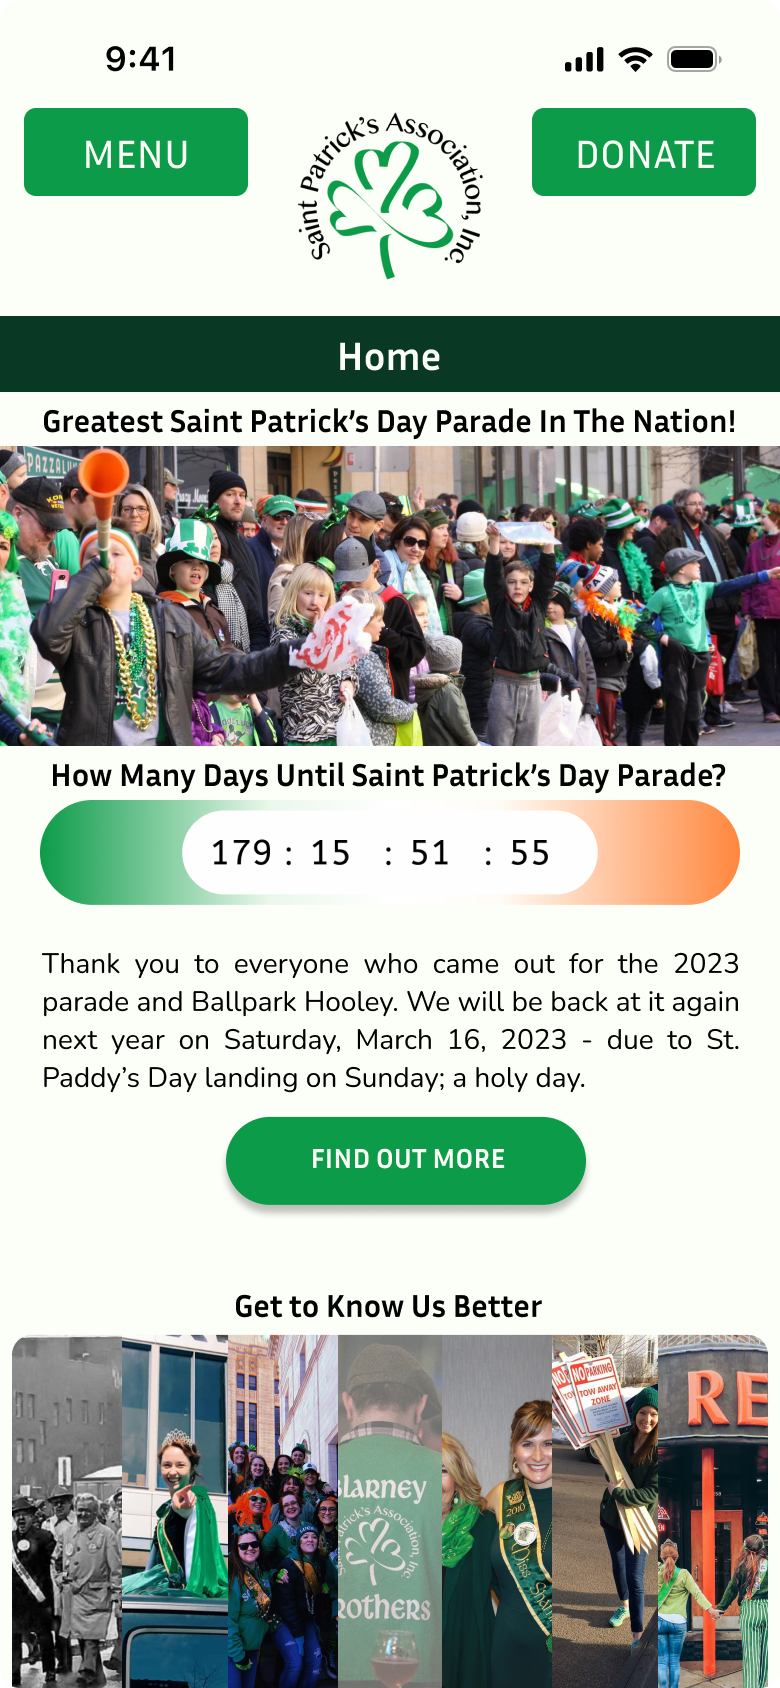 9:41
MENU
Saint Patrick's Association, Inc.
DONATE
Home
Greatest Saint Patrick's Day Parade In The Nation!
PAZZALUNA
How Many Days Until Saint Patrick's Day Parade?
179 : 15 : 51 : 55
Thank you to everyone who came out for the 2023
parade and Ballpark Hooley. We will be back at it again
next year on Saturday, March 16, 2023 - due to St.
Paddy's Day landing on Sunday; a holy day.
FIND OUT MORE
Get to Know Us Better
NO PARKING
TOW AWAY
ZONE
RE
2010
Miss Sham
Blarney
Patrick's Association, Inc.
Brothers